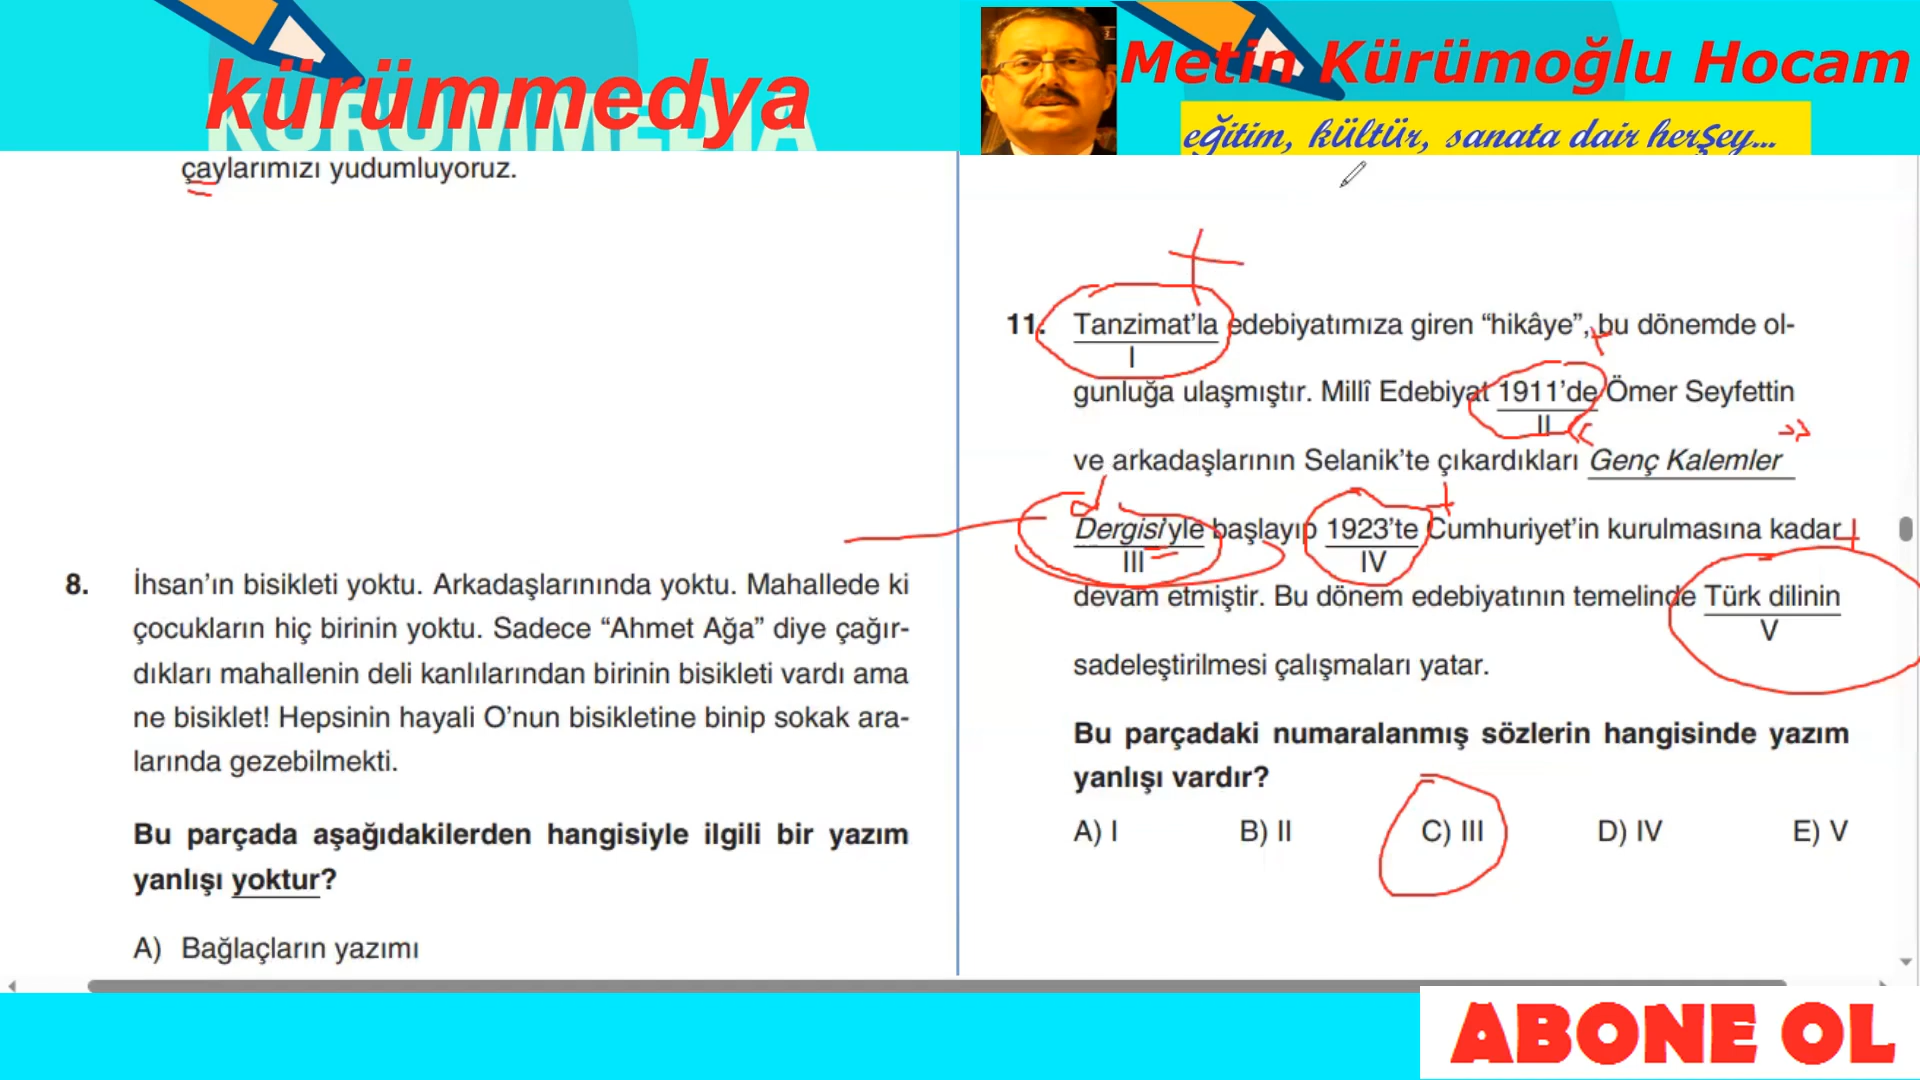 kürümmedya
KÜRÜMMEDIA
Metin Kürümoğlu Hocam
eğitim, kültür, sanata dair herşey...
çaylarımızı yudumluyoruz.
8. İhsan’ın bisikleti yoktu. Arkadaşlarınında yoktu. Mahallede ki
çocukların hiç birinin yoktu. Sadece “Ahmet Ağa” diye çağır-
dıkları mahallenin deli kanlılarından birinin bisikleti vardı ama
ne bisiklet! Hepsinin hayali O’nun bisikletine binip sokak ara-
larında gezebilmekti.
Bu parçada aşağıdakilerden hangisiyle ilgili bir yazım
yanlışı yoktur?
A) Bağlaçların yazımı
11. Tanzimat’la edebiyatımıza giren “hikâye”, bu dönemde ol-
I
gunluğa ulaşmıştır. Millî Edebiyat 1911’de Ömer Seyfettin
II
ve arkadaşlarının Selanik’te çıkardıkları Genç Kalemler
Dergisi’yle başlayıp 1923’te Cumhuriyet’in kurulmasına kadar
III IV
devam etmiştir. Bu dönem edebiyatının temelinde Türk dilinin
V
sadeleştirilmesi çalışmaları yatar.
Bu parçadaki numaralanmış sözlerin hangisinde yazım
yanlışı vardır?
A) I B) II C) III D) IV E) V
ABONE OL